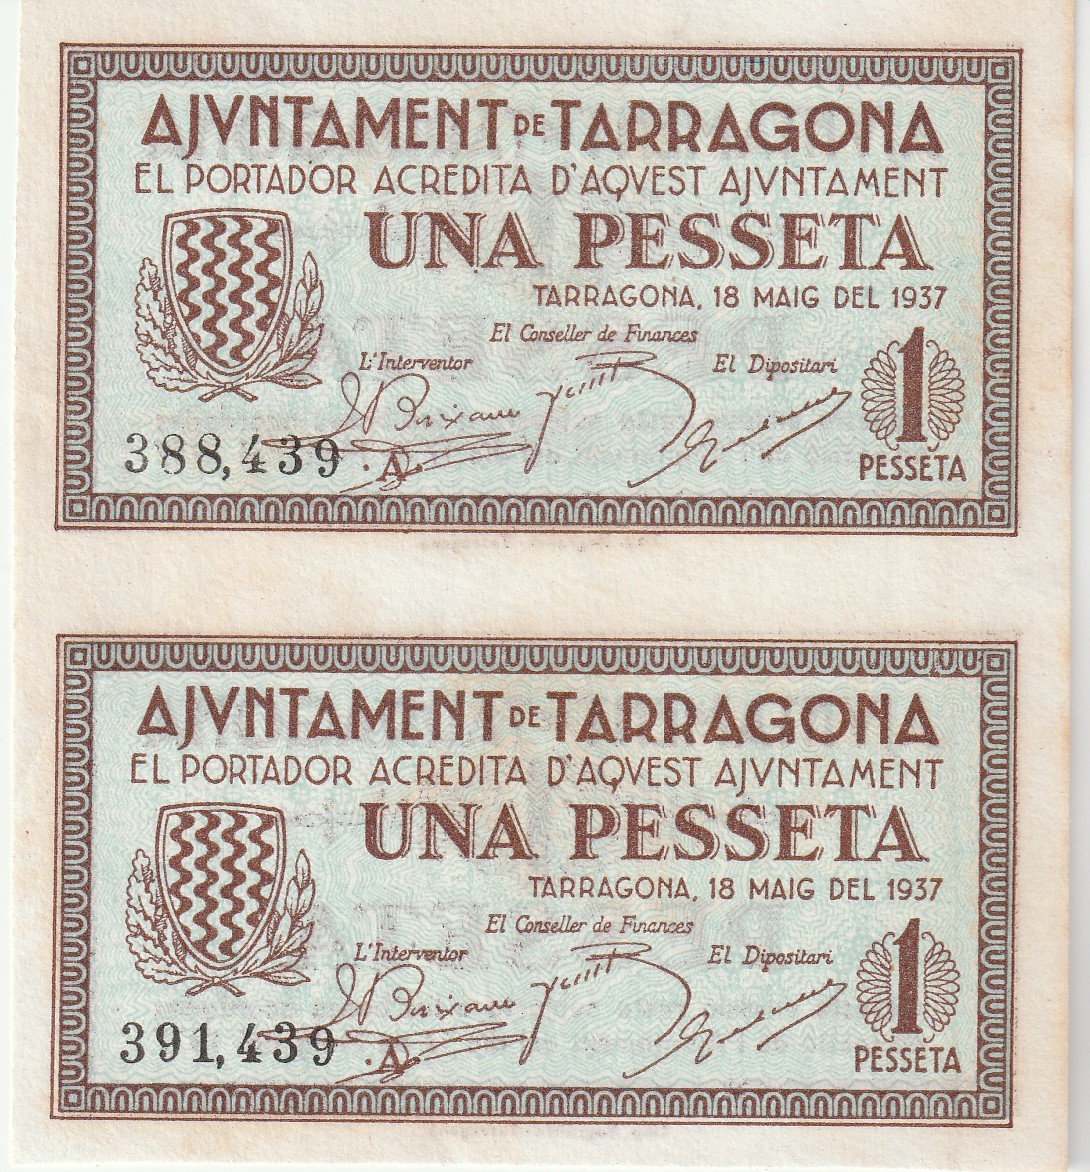 AJVNTAMENT DE TARRAGONA
EL PORTADOR ACREDITA D'AQVEST AJVNTAMENT
UNA PESSETA
TARRAGONA, 18 MAIG DEL 1937
El Conseller de Finances
L'Interventor El Dipositari
1
388,439 .A.
PESSETA
AJVNTAMENT DE TARRAGONA
EL PORTADOR ACREDITA D'AQVEST AJVNTAMENT
UNA PESSETA
TARRAGONA, 18 MAIG DEL 1937
El Conseller de Finances
L'Interventor El Dipositari
1
391,439 .A.
PESSETA